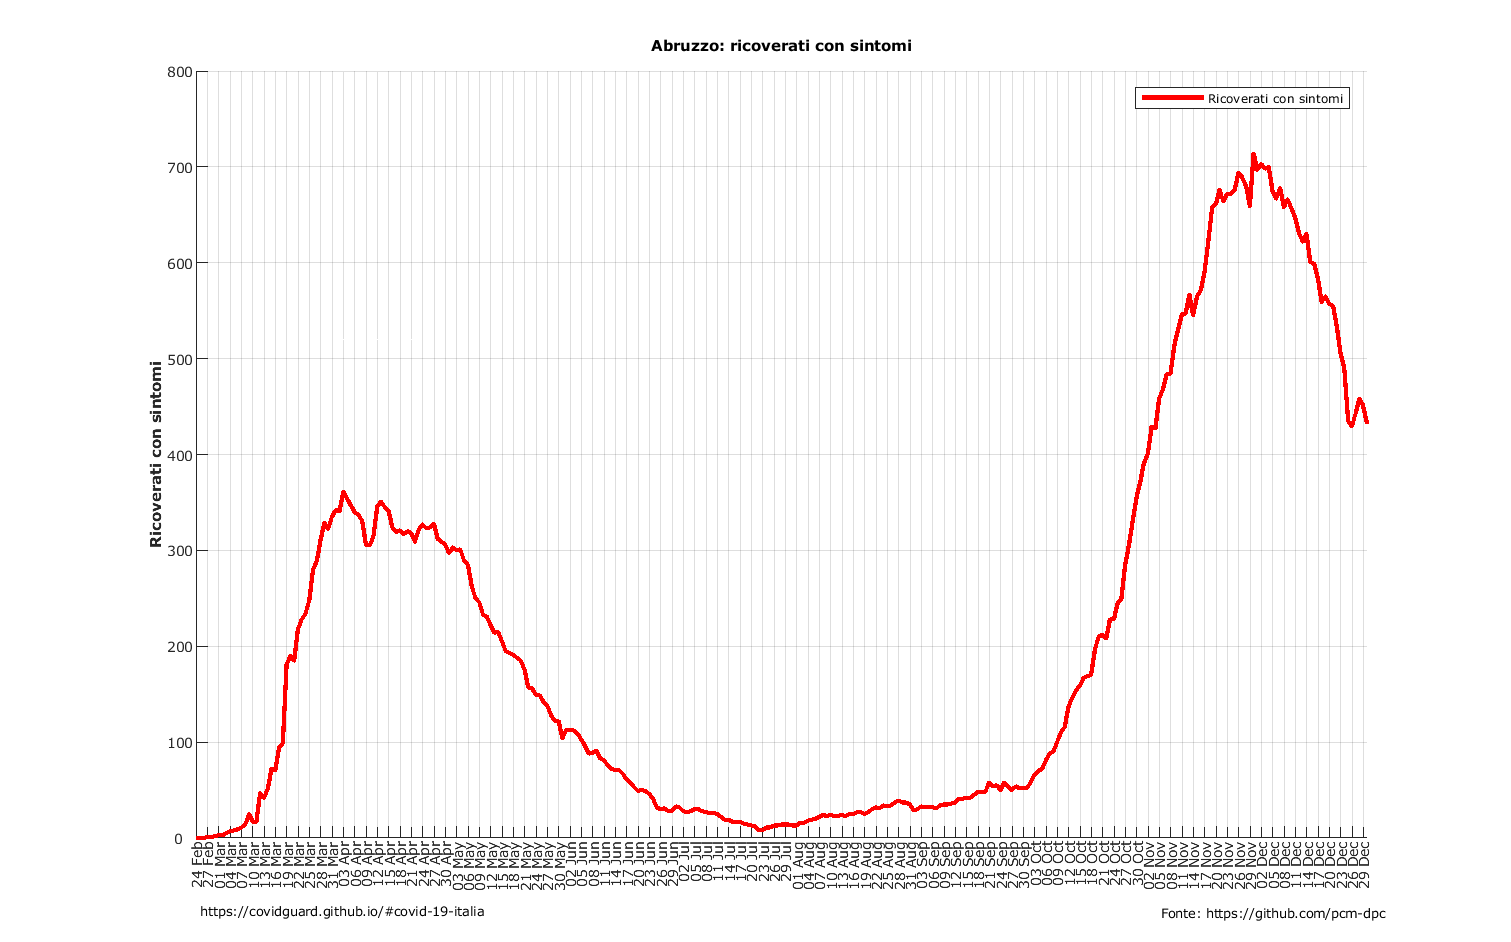 Abruzzo: ricoverati con sintomi
Ricoverati con sintomi
Ricoverati con sintomi
800
700
600
500
400
300
200
100
0
24 Feb
27 Feb
01 Mar
04 Mar
07 Mar
10 Mar
13 Mar
16 Mar
19 Mar
22 Mar
25 Mar
28 Mar
31 Mar
03 Apr
06 Apr
09 Apr
12 Apr
15 Apr
18 Apr
21 Apr
24 Apr
27 Apr
30 Apr
03 May
06 May
09 May
12 May
15 May
18 May
21 May
24 May
27 May
30 May
02 Jun
05 Jun
08 Jun
11 Jun
14 Jun
17 Jun
20 Jun
23 Jun
26 Jun
29 Jun
02 Jul
05 Jul
08 Jul
11 Jul
14 Jul
17 Jul
20 Jul
23 Jul
26 Jul
29 Jul
01 Aug
04 Aug
07 Aug
10 Aug
13 Aug
16 Aug
19 Aug
22 Aug
25 Aug
28 Aug
31 Aug
03 Sep
06 Sep
09 Sep
12 Sep
15 Sep
18 Sep
21 Sep
24 Sep
27 Sep
30 Sep
03 Oct
06 Oct
09 Oct
12 Oct
15 Oct
18 Oct
21 Oct
24 Oct
27 Oct
30 Oct
02 Nov
05 Nov
08 Nov
11 Nov
14 Nov
17 Nov
20 Nov
23 Nov
26 Nov
29 Nov
02 Dec
05 Dec
08 Dec
11 Dec
14 Dec
17 Dec
20 Dec
23 Dec
26 Dec
29 Dec
https://covidguard.github.io/#covid-19-italia
Fonte: https://github.com/pcm-dpc